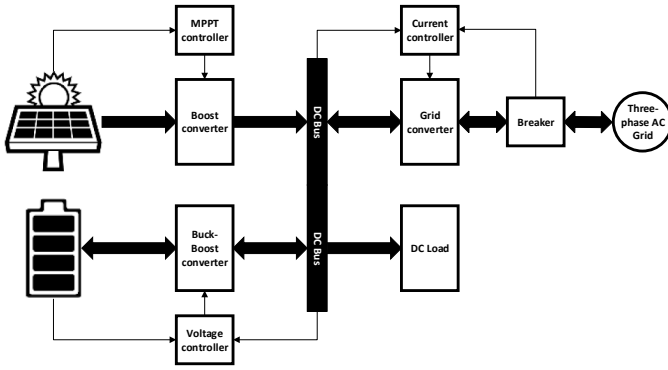 MPPT
controller
Current
controller
Boost
converter
DC Bus
Grid
converter
Breaker
Three-
phase AC
Grid
Buck-
Boost
converter
DC Bus
DC Load
Voltage
controller